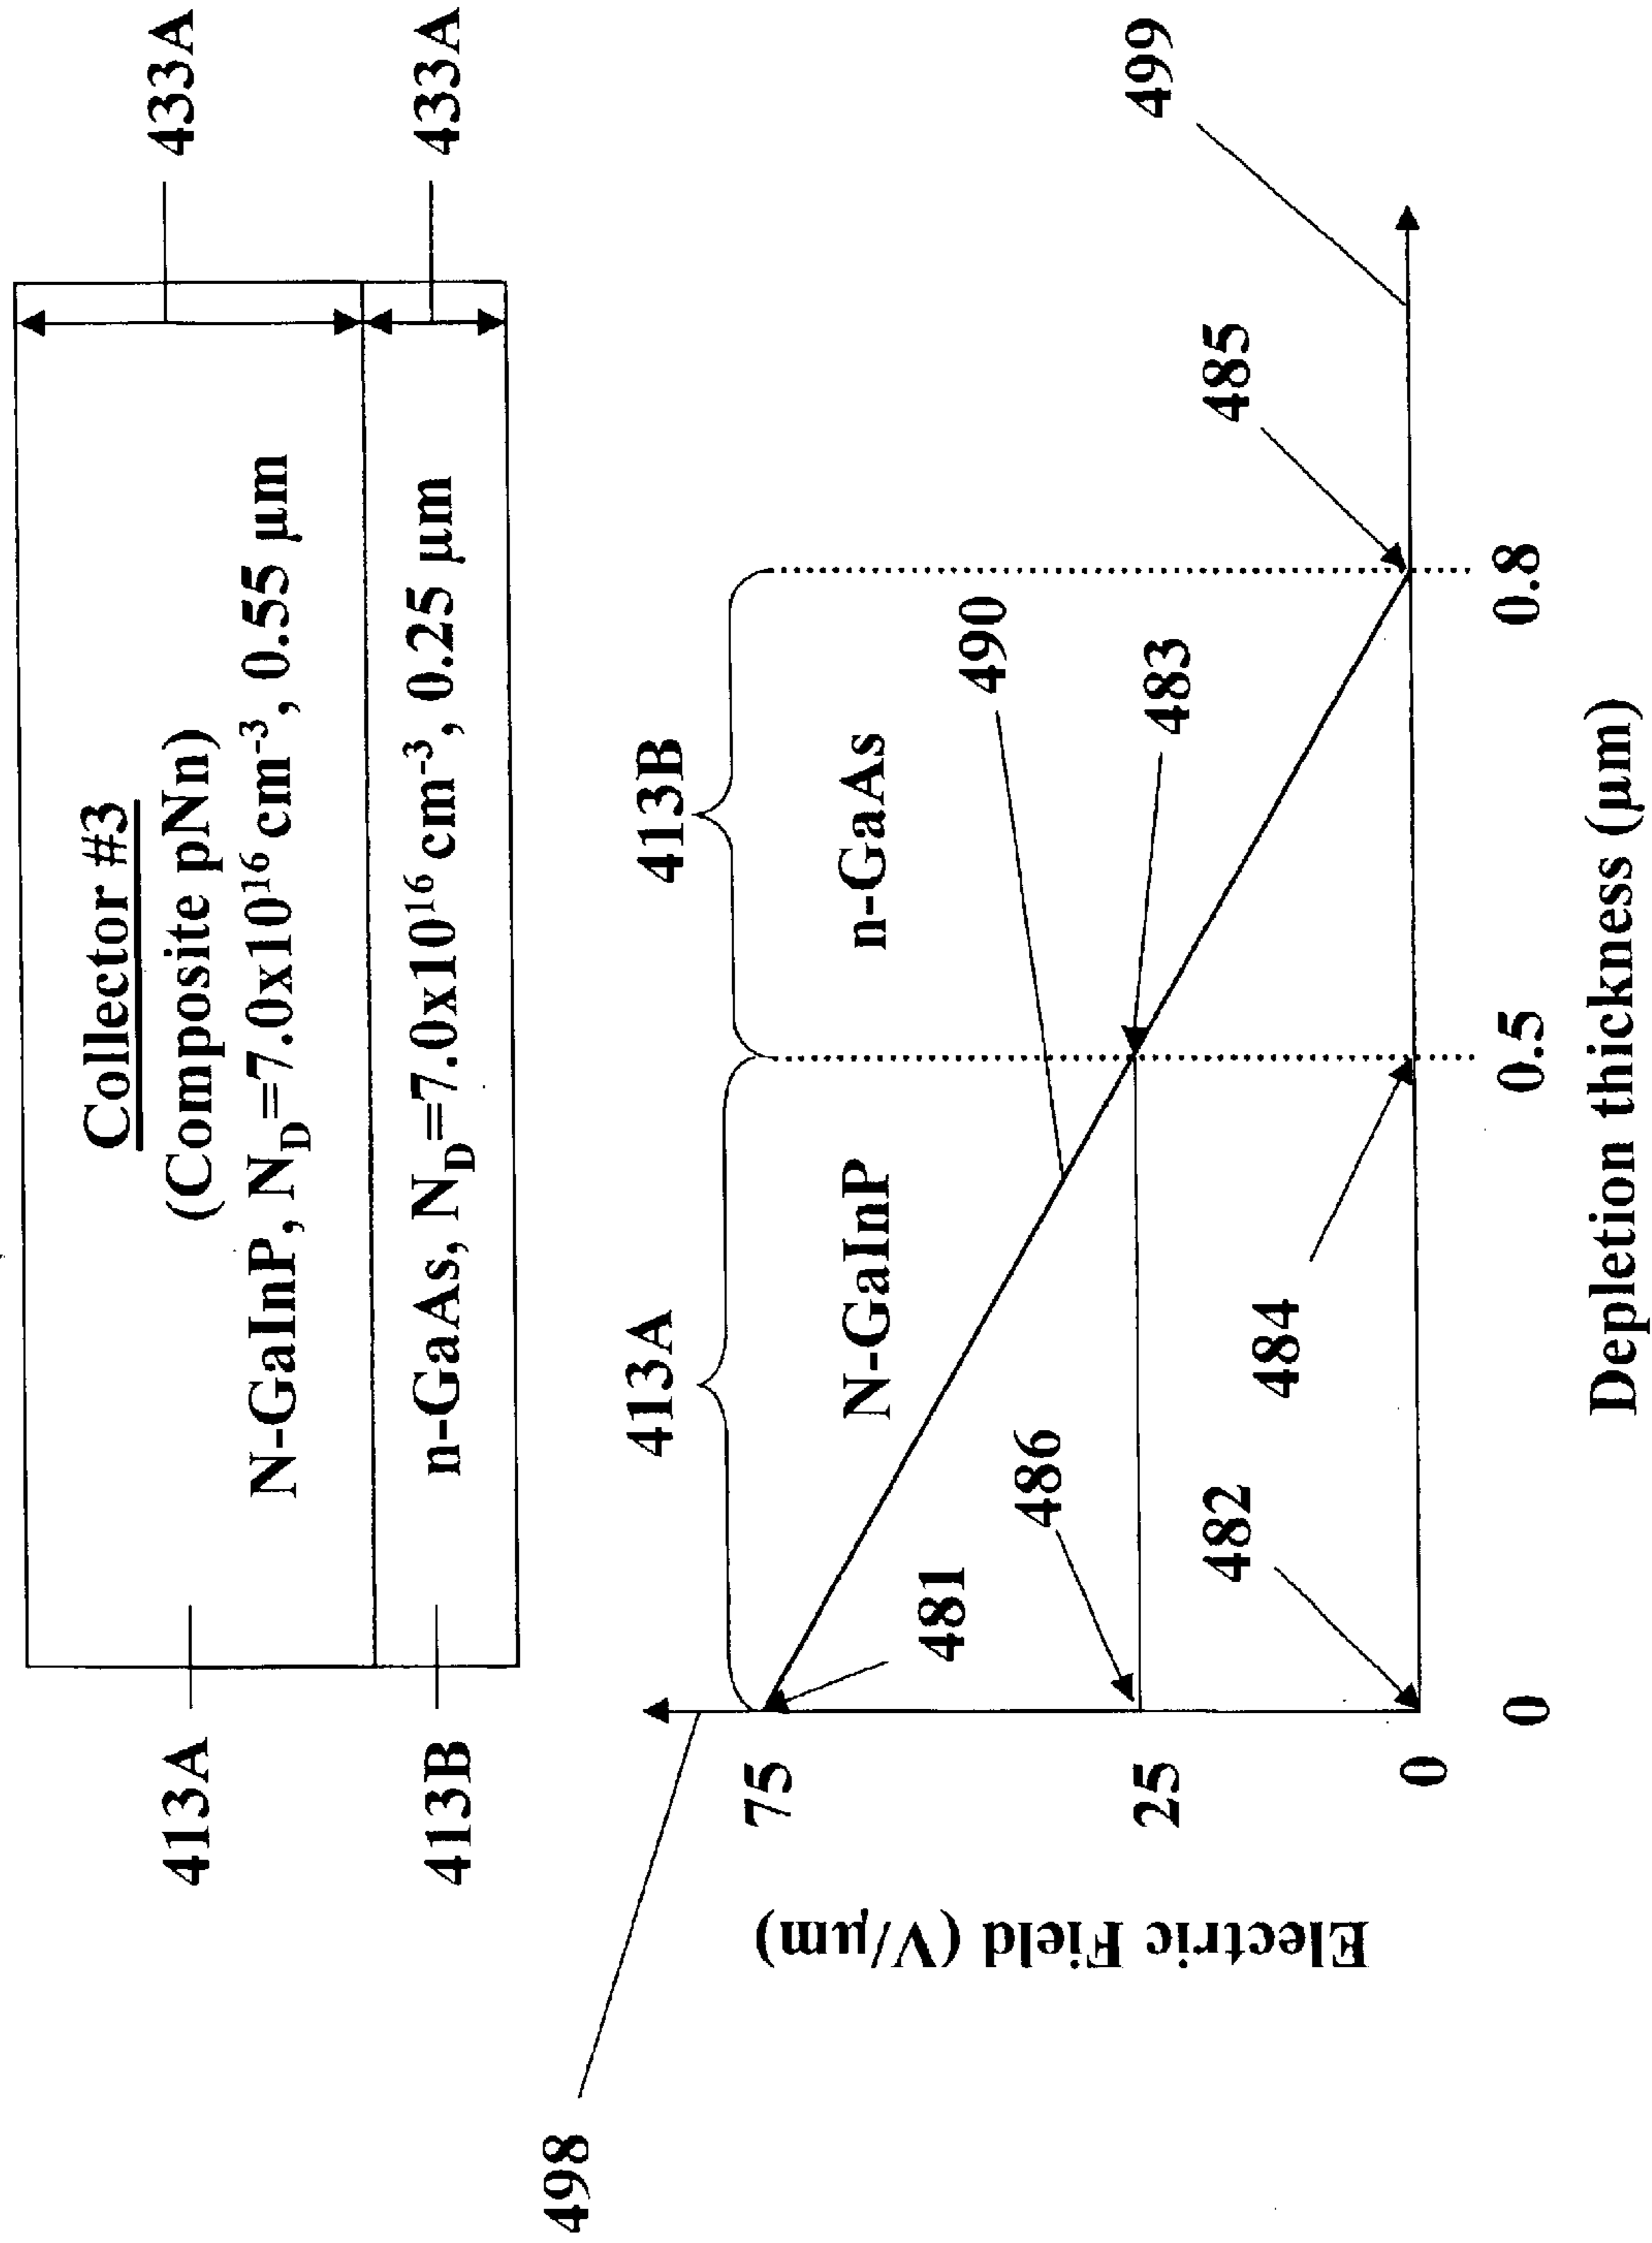 Collector #3
(Composite pNn)
413A
N-GaInP, N_D=7.0x10^16 cm^-3, 0.55 µm
433A
413B
n-GaAs, N_D=7.0x10^16 cm^-3, 0.25 µm
433A
498
413A
413B
Electric Field (V/µm)
75
25
0
N-GaInP
n-GaAs
481
486
482
484
490
483
485
499
0
0.5
0.8
Depletion thickness (µm)